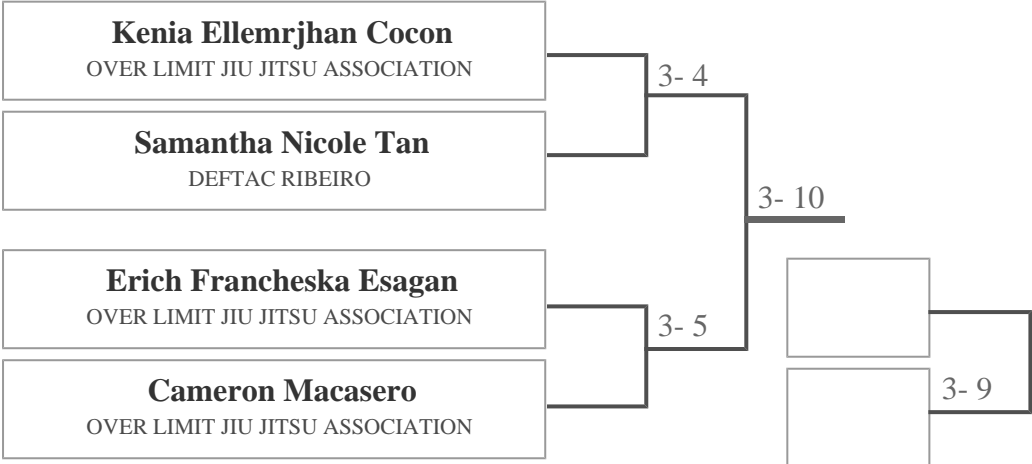 Kenia Ellemrjhan Cocon
OVER LIMIT JIU JITSU ASSOCIATION
3- 4
Samantha Nicole Tan
DEFTAC RIBEIRO
3- 10
Erich Francheska Esagan
OVER LIMIT JIU JITSU ASSOCIATION
3- 5
Cameron Macasero
OVER LIMIT JIU JITSU ASSOCIATION
3- 9